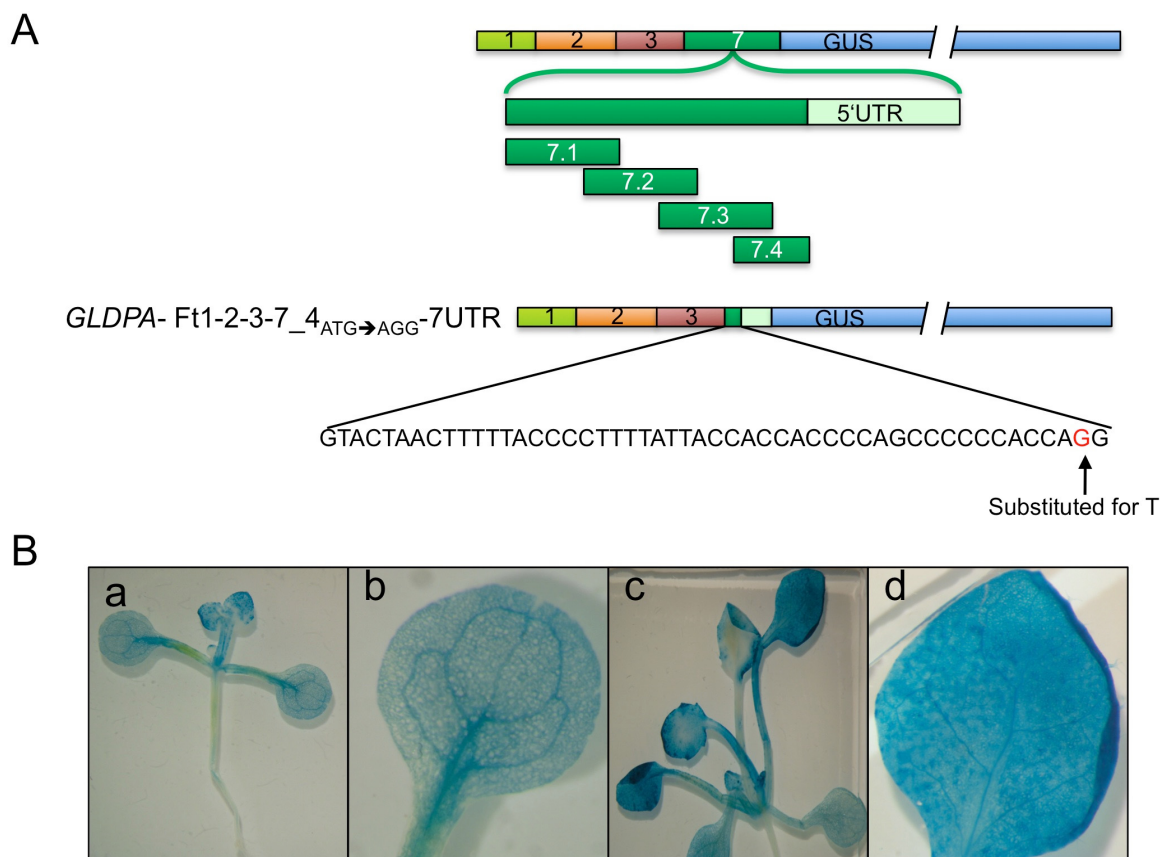 A
1 2 3 7 GUS
5'UTR
7.1
7.2
7.3
7.4
GLDPA- Ft1-2-3-7_4ATG➔AGG-7UTR 1 2 3 GUS
GTACTAACTTTTTACCCCTTTTATTACCACCACCCCAGCCCCCCACCAGG
Substituted for T
B
a b c d